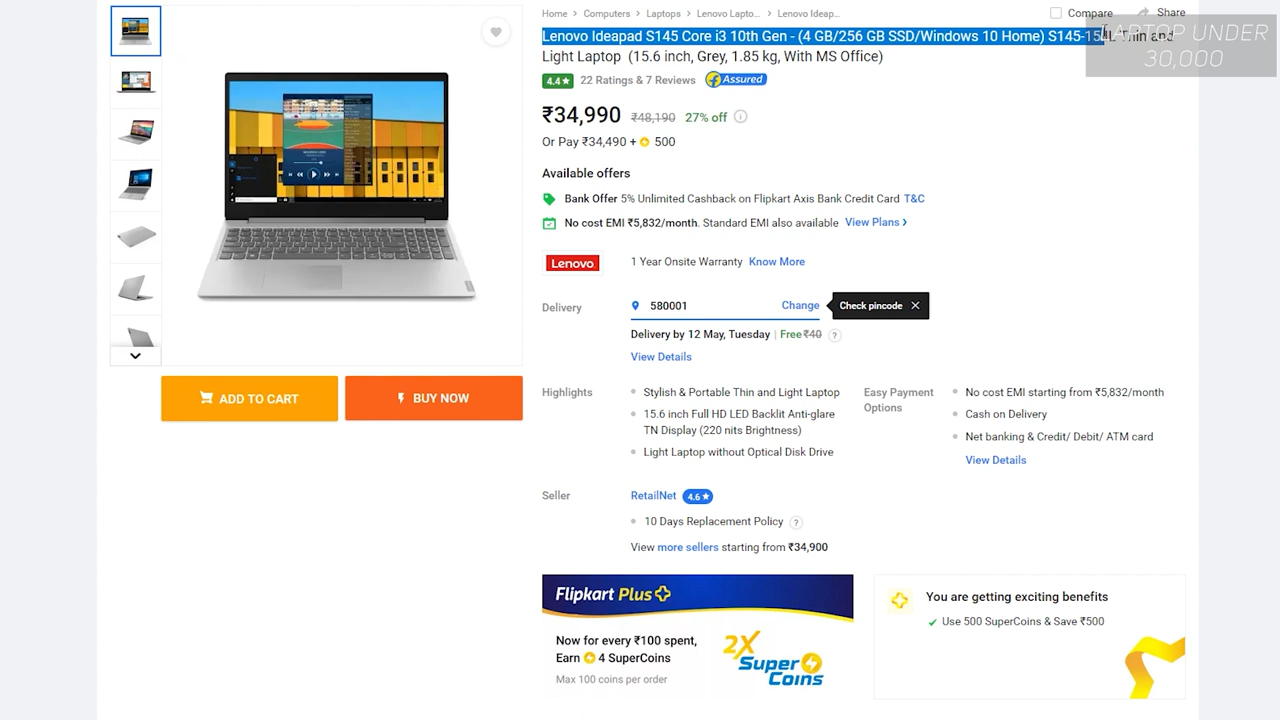 Home > Computers > Laptops > Lenovo Lapto... > Lenovo Ideap...
Compare
Share
LAPTOP UNDER
30,000
Lenovo Ideapad S145 Core i3 10th Gen - (4 GB/256 GB SSD/Windows 10 Home) S145-15 Thin and
Light Laptop (15.6 inch, Grey, 1.85 kg, With MS Office)
4.4★ 22 Ratings & 7 Reviews Assured
₹34,990 ₹48,190 27% off
Or Pay ₹34,490 + 500
Available offers
Bank Offer 5% Unlimited Cashback on Flipkart Axis Bank Credit Card T&C
No cost EMI ₹5,832/month. Standard EMI also available View Plans ›
Lenovo 1 Year Onsite Warranty Know More
Delivery 580001 Change Check pincode ✕
Delivery by 12 May, Tuesday | Free ₹40 ?
View Details
ADD TO CART
BUY NOW
Highlights
Stylish & Portable Thin and Light Laptop
15.6 inch Full HD LED Backlit Anti-glare
TN Display (220 nits Brightness)
Light Laptop without Optical Disk Drive
Easy Payment
Options
No cost EMI starting from ₹5,832/month
Cash on Delivery
Net banking & Credit/ Debit/ ATM card
View Details
Seller RetailNet 4.6★
10 Days Replacement Policy ?
View more sellers starting from ₹34,900
Flipkart Plus
Now for every ₹100 spent,
Earn 4 SuperCoins
Max 100 coins per order
2X
Super
Coins
You are getting exciting benefits
✓ Use 500 SuperCoins & Save ₹500